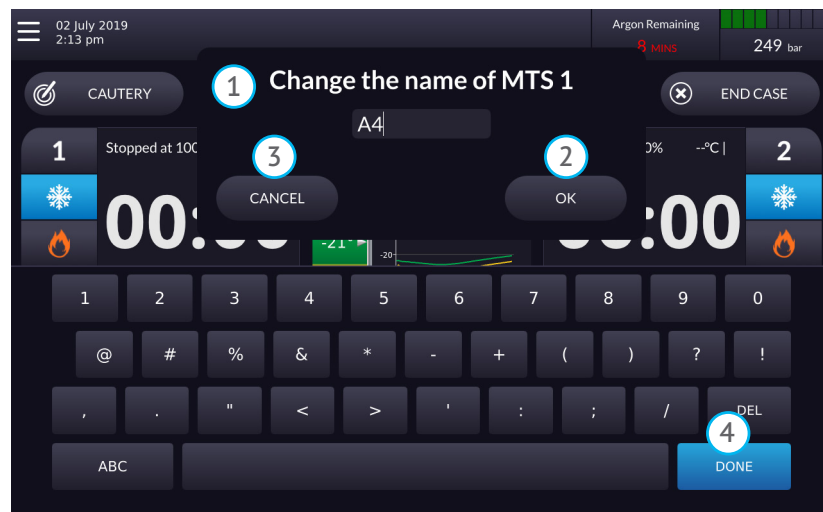 02 July 2019
2:13 pm
Argon Remaining
8 MINS
249 bar
CAUTERY
1
Change the name of MTS 1
END CASE
A4
1
Stopped at 100
3
2
0%
--°C |
2
CANCEL
OK
00:
:00
-21°
-20
1 2 3 4 5 6 7 8 9 0
@ # % & * - + ( ) ? !
, . " < > ' : ; / DEL
4
ABC
DONE